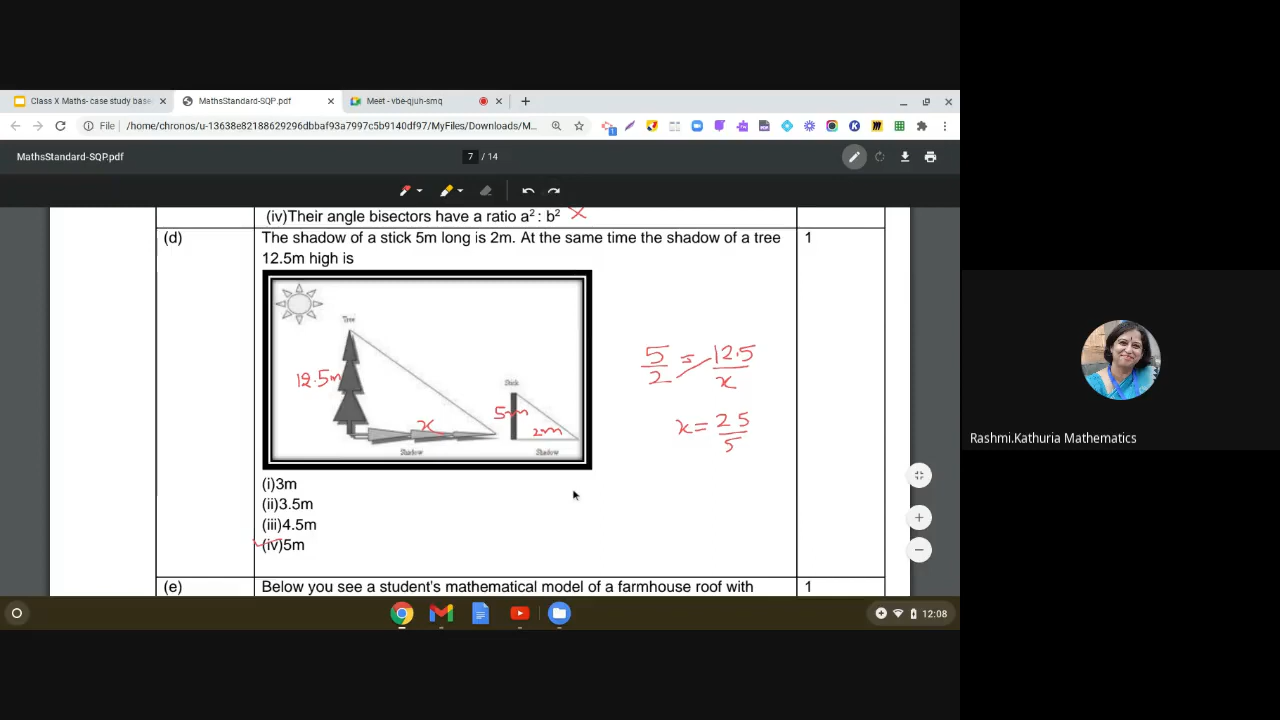 Class X Maths- case study base
MathsStandard-SQP.pdf
Meet - vbe-qjuh-smq
File
/home/chronos/u-13638e82188629296dbbaf93a7997c5b9140df97/MyFiles/Downloads/M...
MathsStandard-SQP.pdf
7 / 14
(iv)Their angle bisectors have a ratio a² : b²
(d)
The shadow of a stick 5m long is 2m. At the same time the shadow of a tree
1
12.5m high is
Tree
12.5m
x
Shadow
Stick
5m
2m
Shadow
5/2 = 12.5/x
x = 25/5
(i)3m
(ii)3.5m
(iii)4.5m
(iv)5m
(e)
Below you see a student's mathematical model of a farmhouse roof with
1
12:08
Rashmi.Kathuria Mathematics